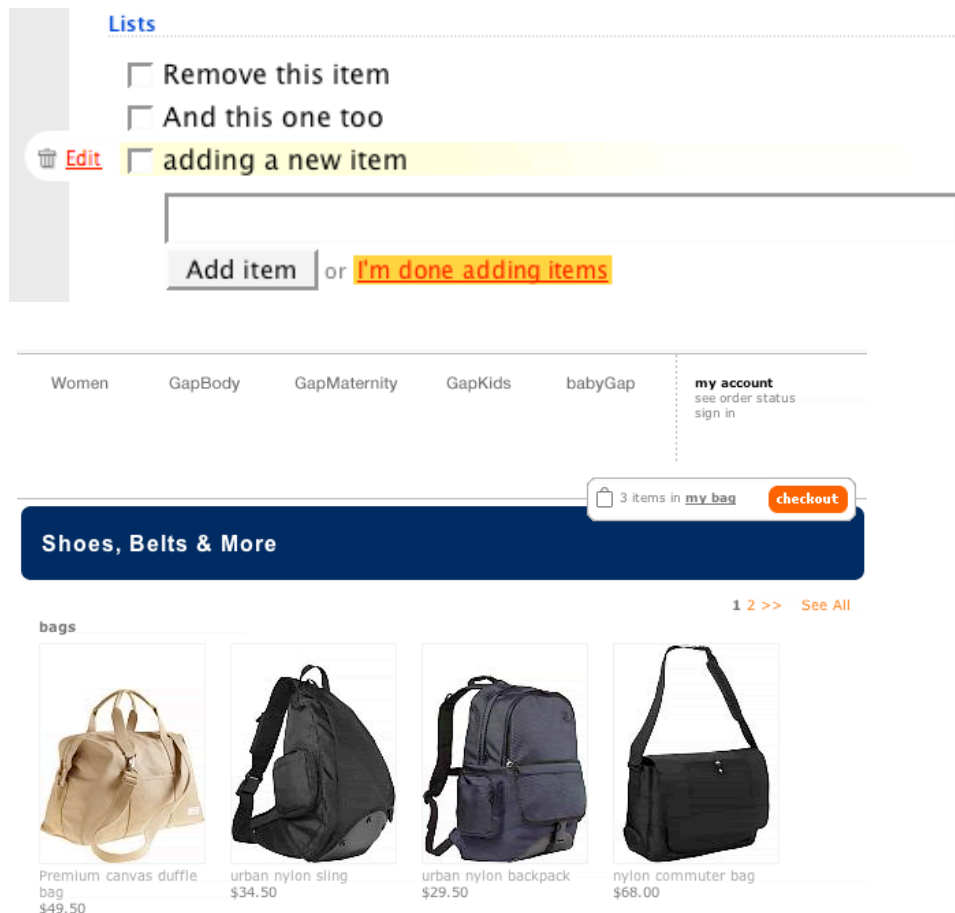 Lists
Remove this item
And this one too
Edit adding a new item
Add item or I'm done adding items
Women GapBody GapMaternity GapKids babyGap
my account
see order status
sign in
3 items in my bag checkout
Shoes, Belts & More
1 2 >> See All
bags
Premium canvas duffle
bag
$49.50
urban nylon sling
$34.50
urban nylon backpack
$29.50
nylon commuter bag
$68.00